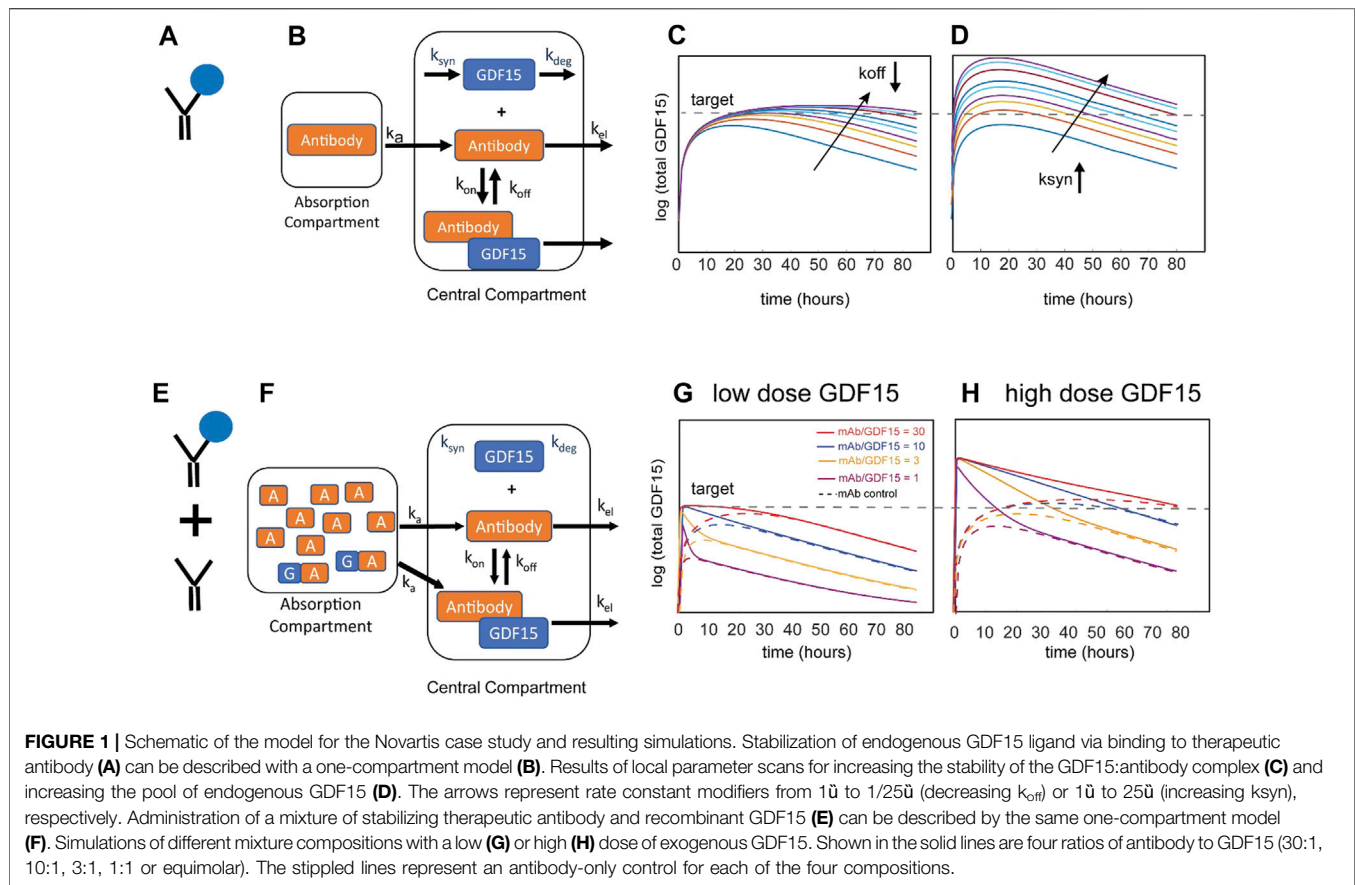 A
B
k_syn
GDF15
k_deg
+
Antibody
k_a
Antibody
k_el
k_on
k_off
Antibody
GDF15
Absorption
Compartment
Central Compartment
C
target
koff
log (total GDF15)
0 10 20 30 40 50 60 70 80
time (hours)
D
ksyn
0 10 20 30 40 50 60 70 80
time (hours)
E
+
F
A A A
A A A
A A
G A G A
Absorption
Compartment
k_a
k_a
k_syn
k_deg
GDF15
+
Antibody
k_el
k_on
k_off
Antibody
GDF15
k_el
Central Compartment
G low dose GDF15
mAb/GDF15 = 30
mAb/GDF15 = 10
mAb/GDF15 = 3
mAb/GDF15 = 1
mAb control
target
log (total GDF15)
0 10 20 30 40 50 60 70 80
time (hours)
H high dose GDF15
0 10 20 30 40 50 60 70 80
time (hours)
FIGURE 1 | Schematic of the model for the Novartis case study and resulting simulations. Stabilization of endogenous GDF15 ligand via binding to therapeutic
antibody (A) can be described with a one-compartment model (B). Results of local parameter scans for increasing the stability of the GDF15:antibody complex (C) and
increasing the pool of endogenous GDF15 (D). The arrows represent rate constant modifiers from 1ü to 1/25ü (decreasing k_off) or 1ü to 25ü (increasing ksyn),
respectively. Administration of a mixture of stabilizing therapeutic antibody and recombinant GDF15 (E) can be described by the same one-compartment model
(F). Simulations of different mixture compositions with a low (G) or high (H) dose of exogenous GDF15. Shown in the solid lines are four ratios of antibody to GDF15 (30:1,
10:1, 3:1, 1:1 or equimolar). The stippled lines represent an antibody-only control for each of the four compositions.